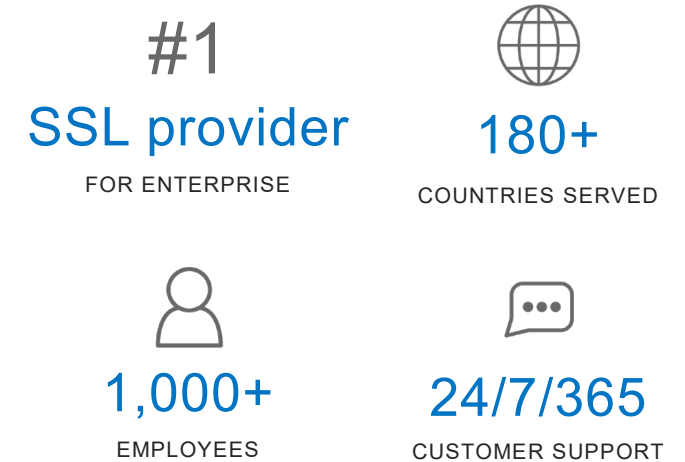 #1
SSL provider
FOR ENTERPRISE
180+
COUNTRIES SERVED
1,000+
EMPLOYEES
24/7/365
CUSTOMER SUPPORT